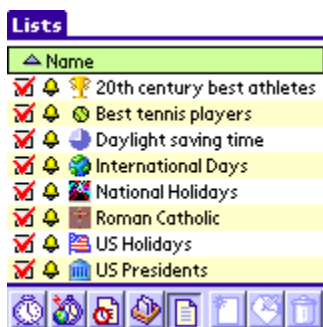 Lists
Name
20th century best athletes
Best tennis players
Daylight saving time
International Days
National Holidays
Roman Catholic
US Holidays
US Presidents